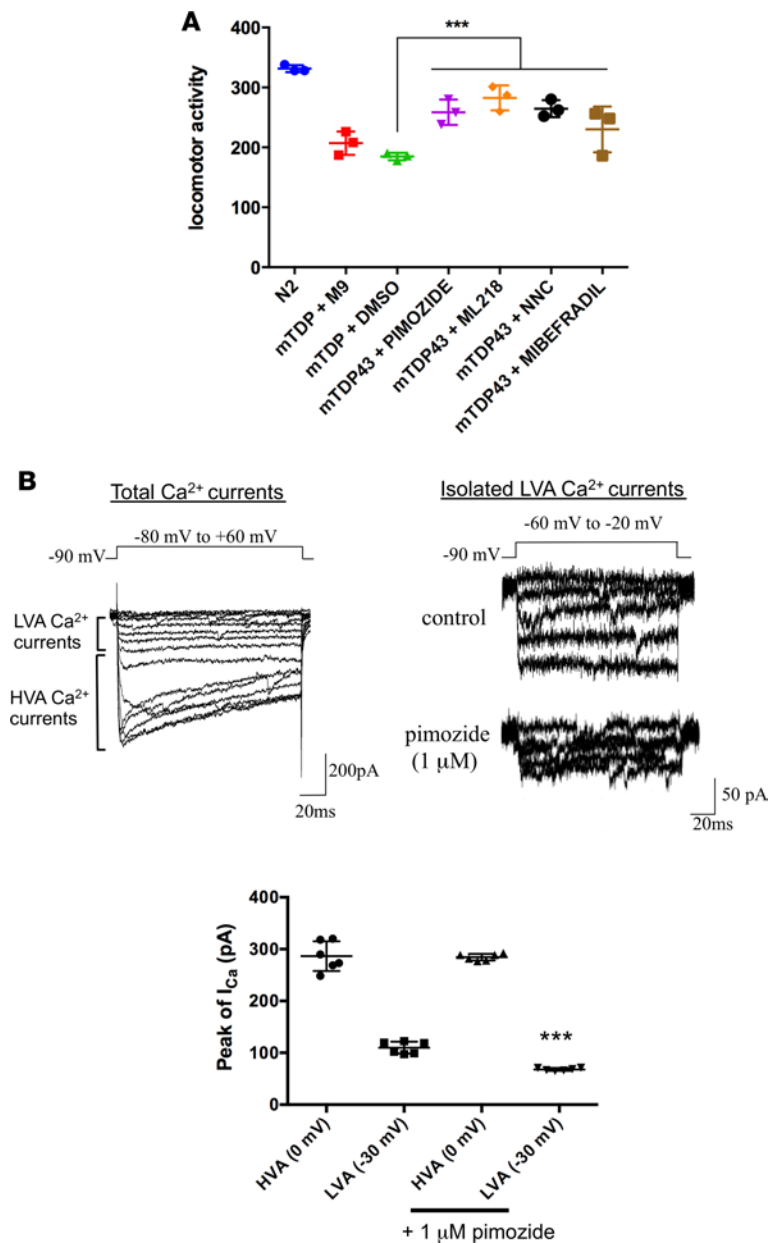 A
***
locomotor activity
400
300
200
100
0
N2
mTDP + M9
mTDP + DMSO
mTDP43 + PIMOZIDE
mTDP43 + ML218
mTDP43 + NNC
mTDP43 + MIBEFRADIL
B
Total Ca²⁺ currents
-80 mV to +60 mV
-90 mV
LVA Ca²⁺
currents
HVA Ca²⁺
currents
200pA
20ms
Isolated LVA Ca²⁺ currents
-60 mV to -20 mV
-90 mV
control
pimozide
(1 μM)
50 pA
20ms
Peak of I_Ca (pA)
400
300
200
100
0
***
HVA (0 mV)
LVA (-30 mV)
HVA (0 mV)
LVA (-30 mV)
+ 1 μM pimozide